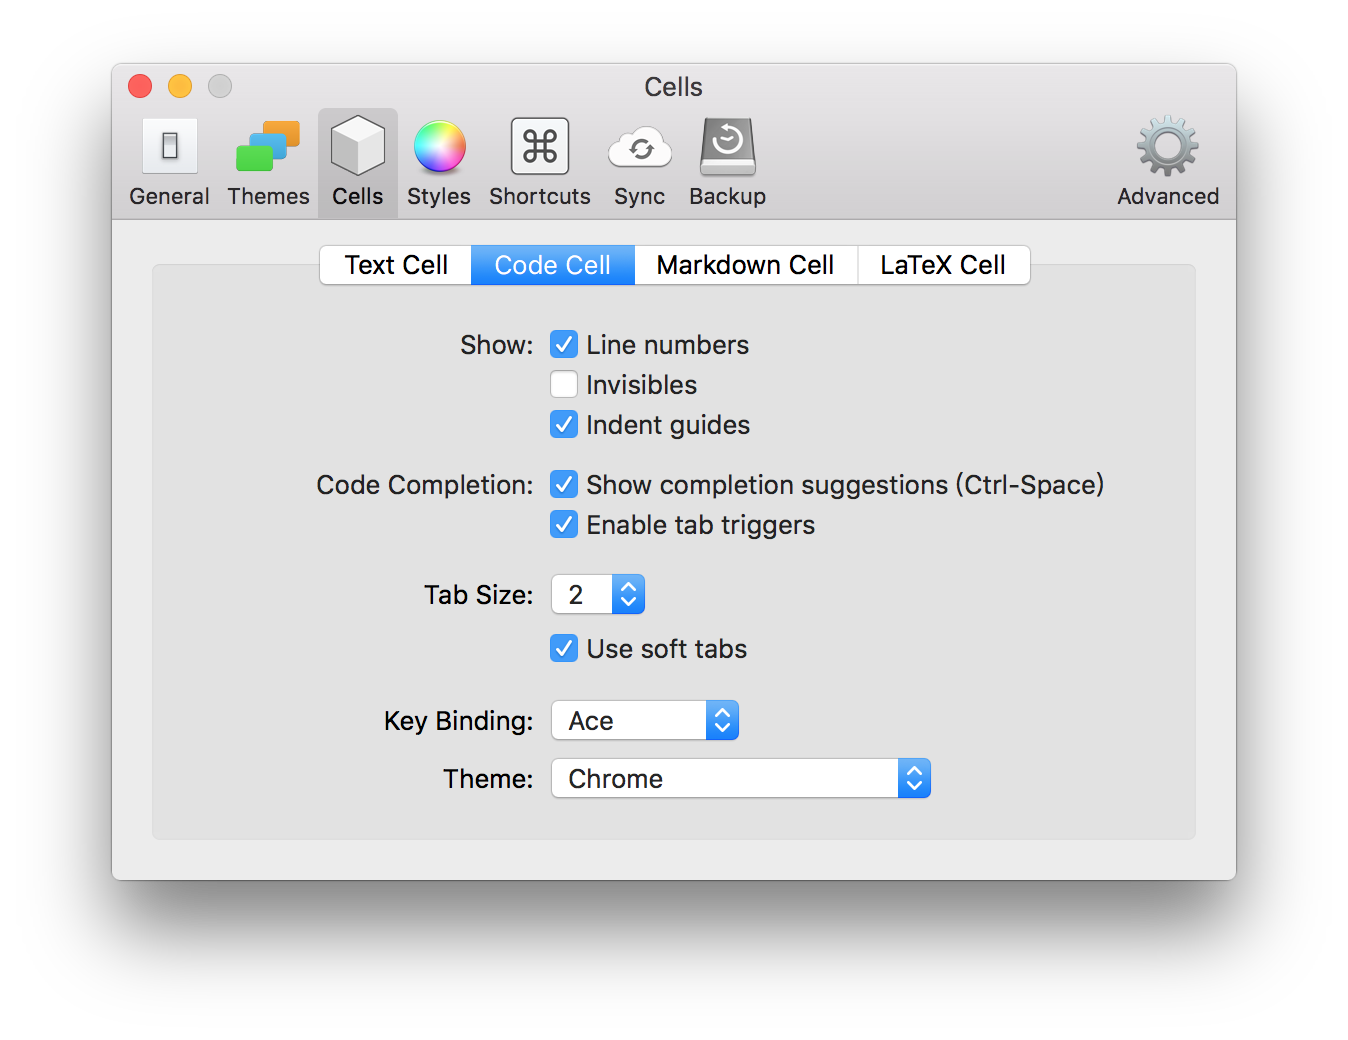 Cells
General Themes Cells Styles Shortcuts Sync Backup Advanced
Text Cell Code Cell Markdown Cell LaTeX Cell
Show: Line numbers
Invisibles
Indent guides
Code Completion: Show completion suggestions (Ctrl-Space)
Enable tab triggers
Tab Size: 2
Use soft tabs
Key Binding: Ace
Theme: Chrome